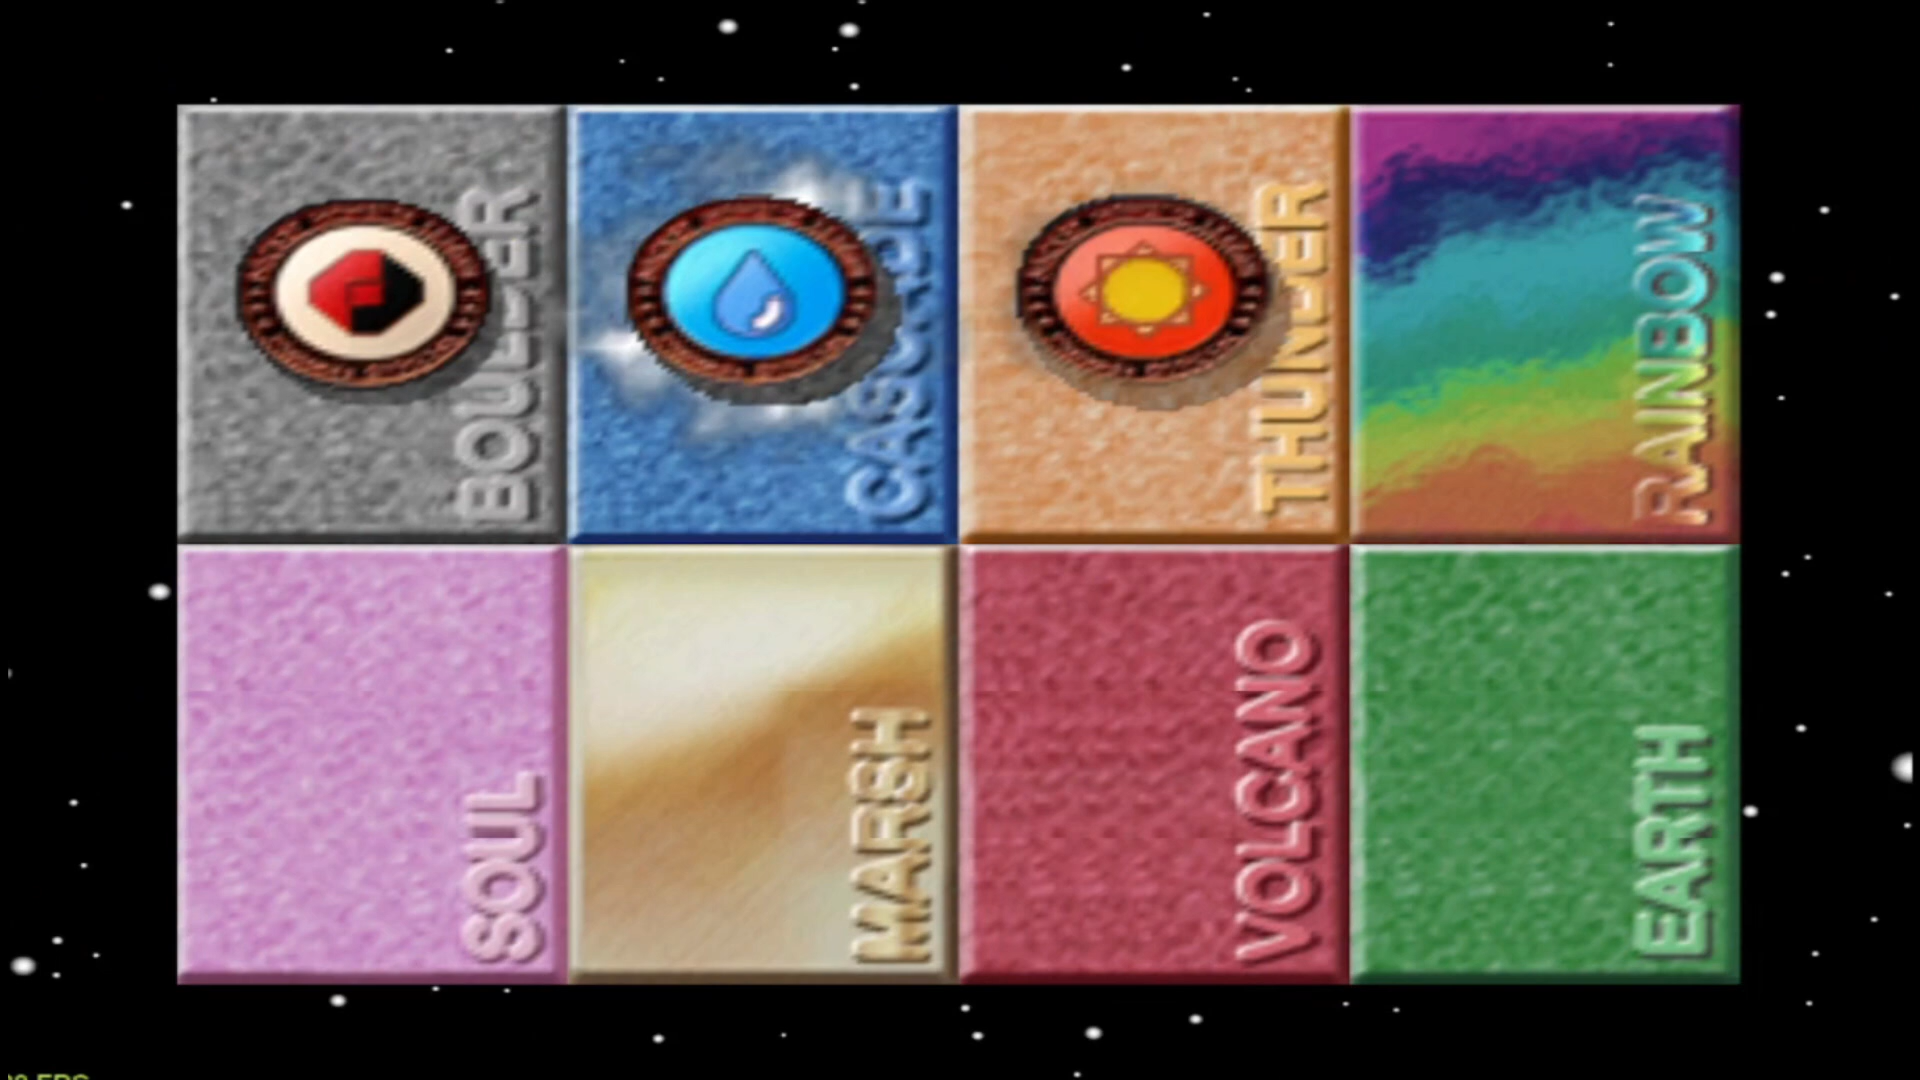 BOULDER
CASCADE
THUNDER
RAINBOW
SOUL
MARSH
VOLCANO
EARTH